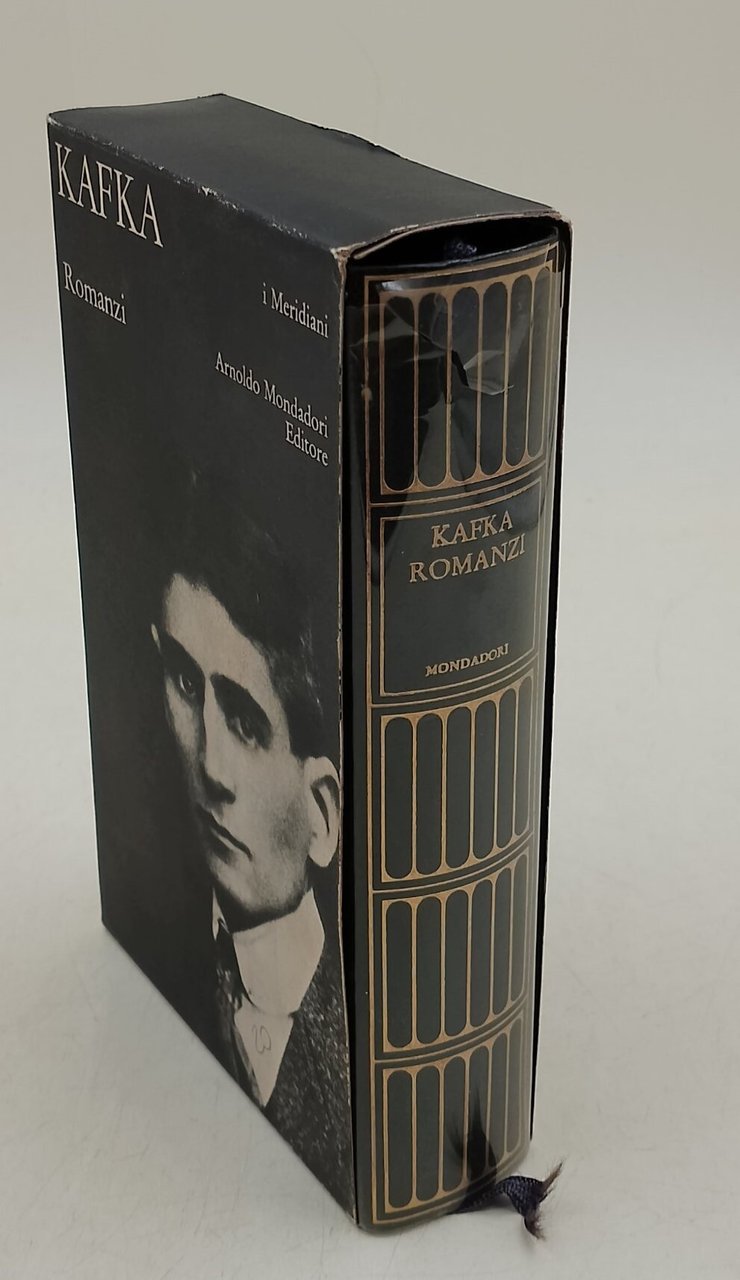 KAFKA
Romanzi
i Meridiani
Arnoldo Mondadori
Editore
KAFKA
ROMANZI
MONDADORI